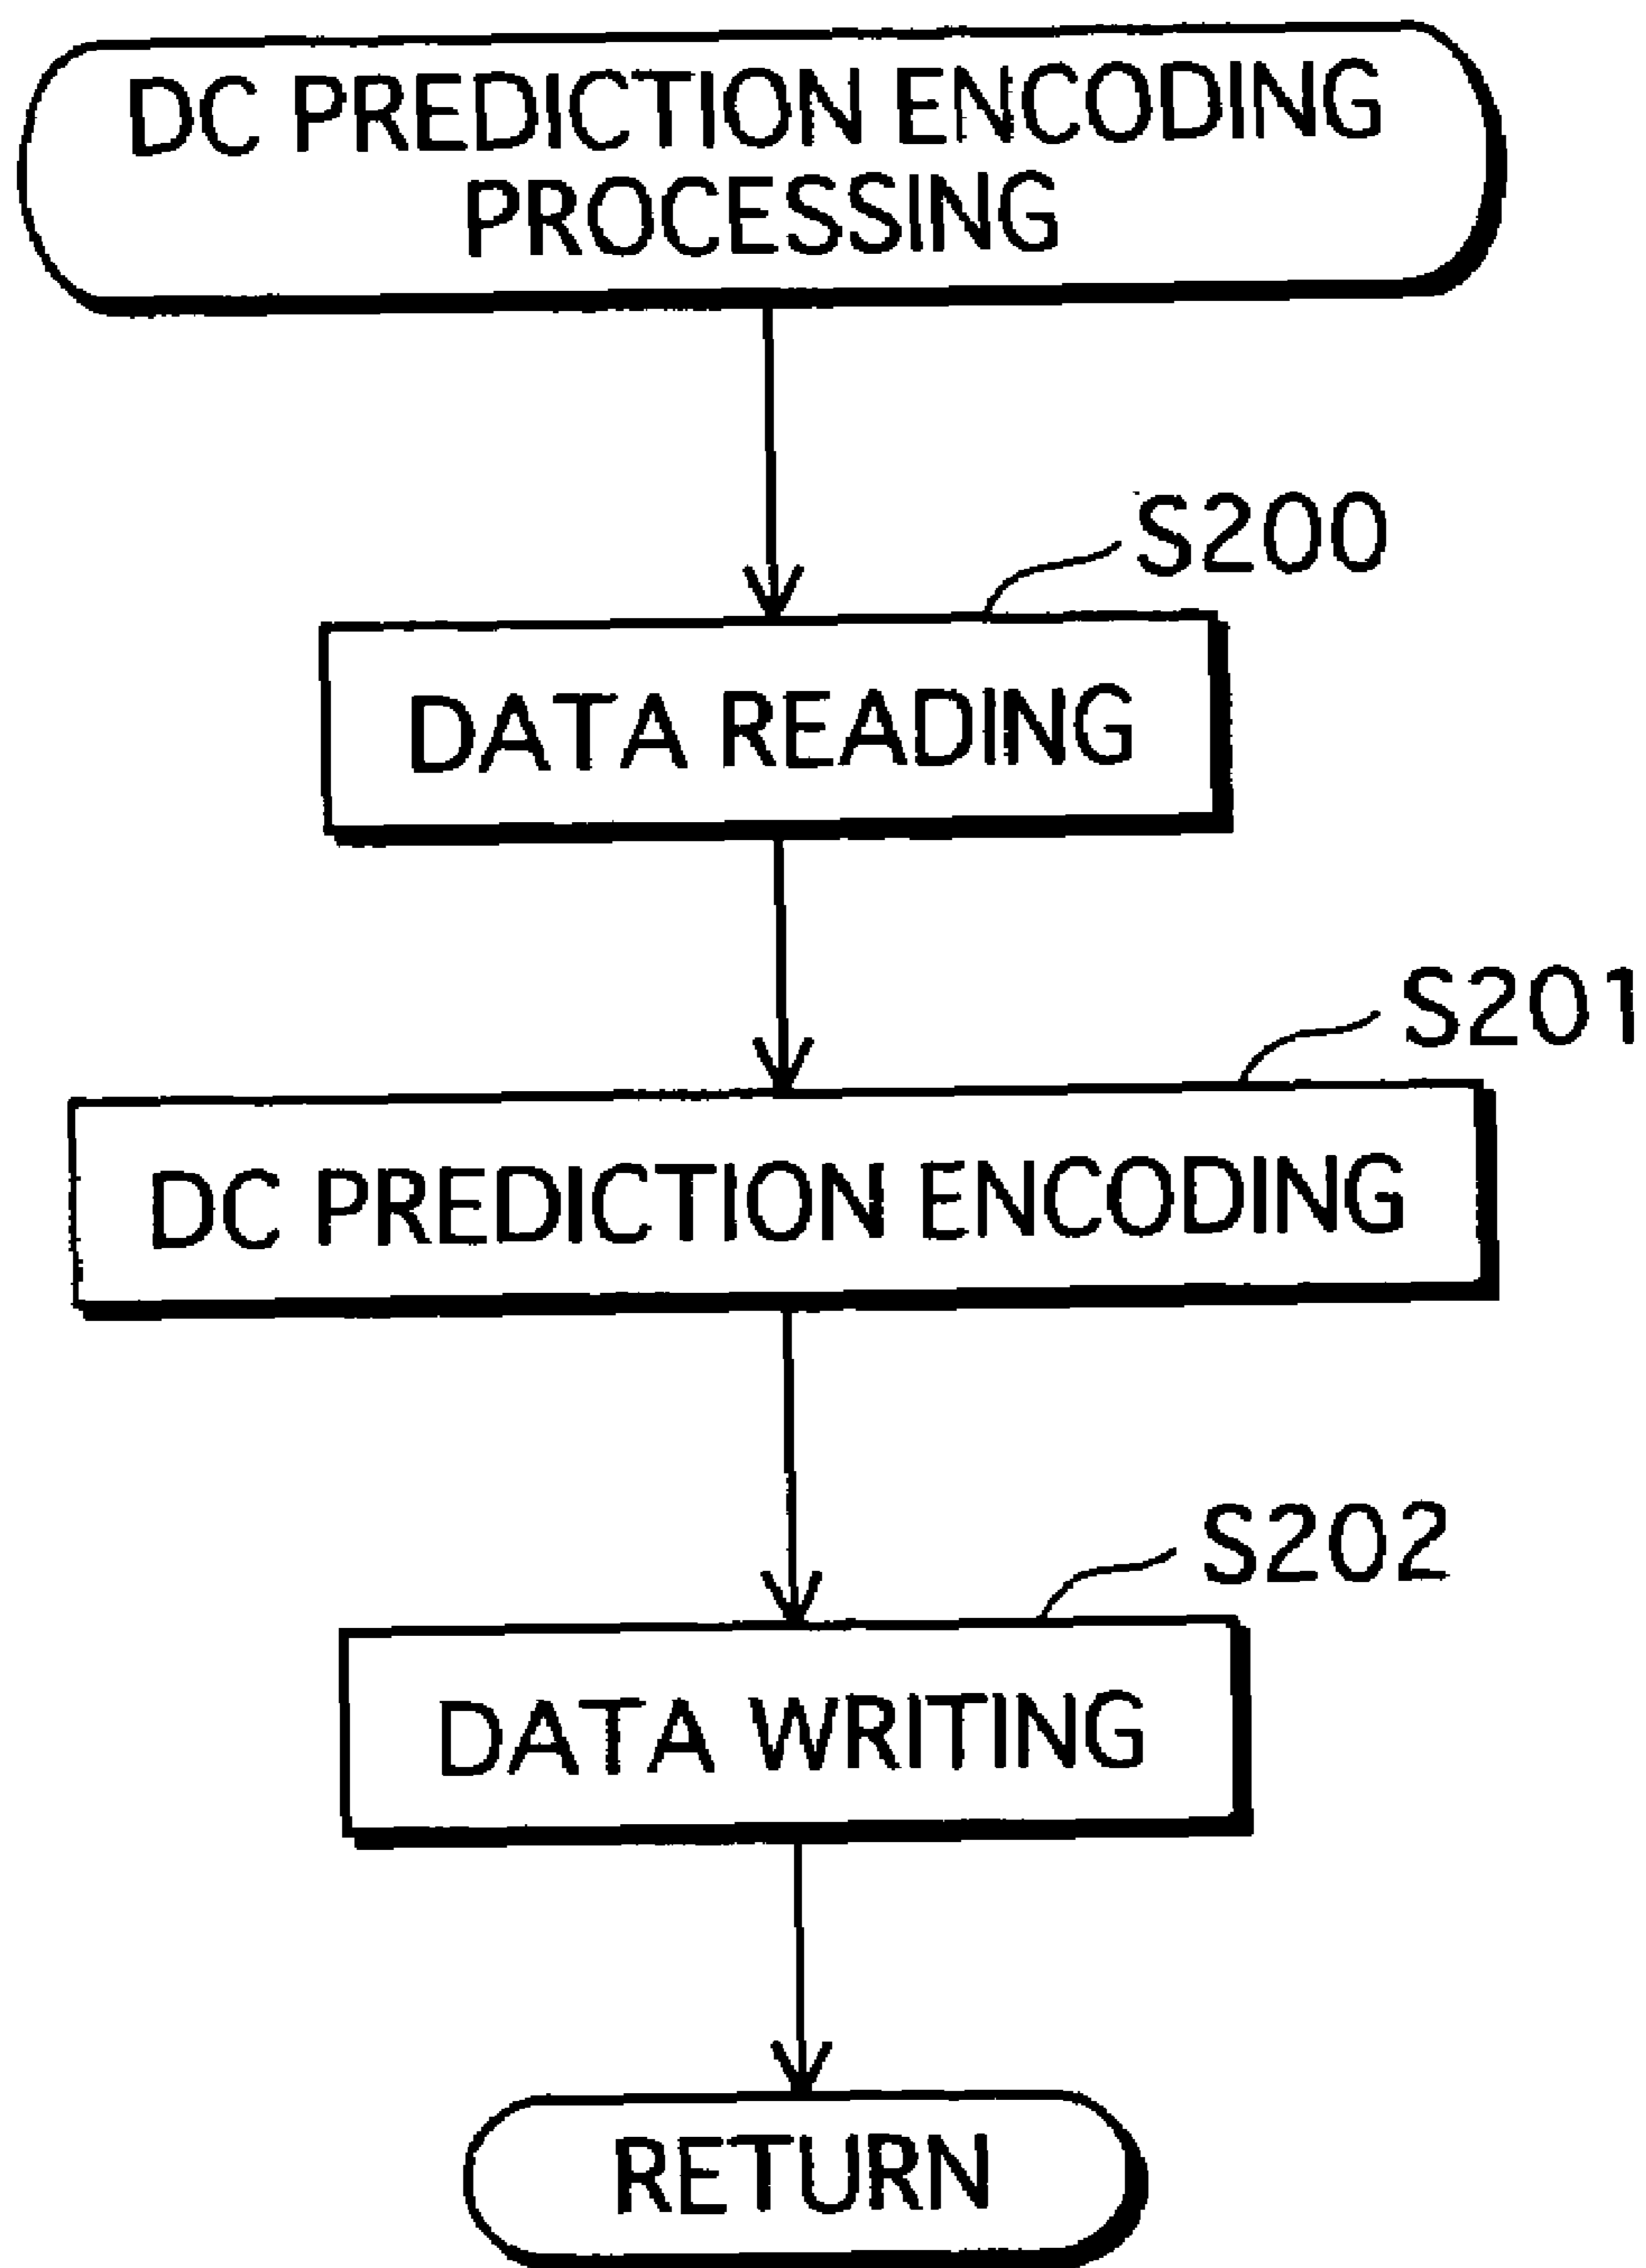 DC PREDICTION ENCODING
PROCESSING
S200
DATA READING
S201
DC PREDICTION ENCODING
S202
DATA WRITING
RETURN